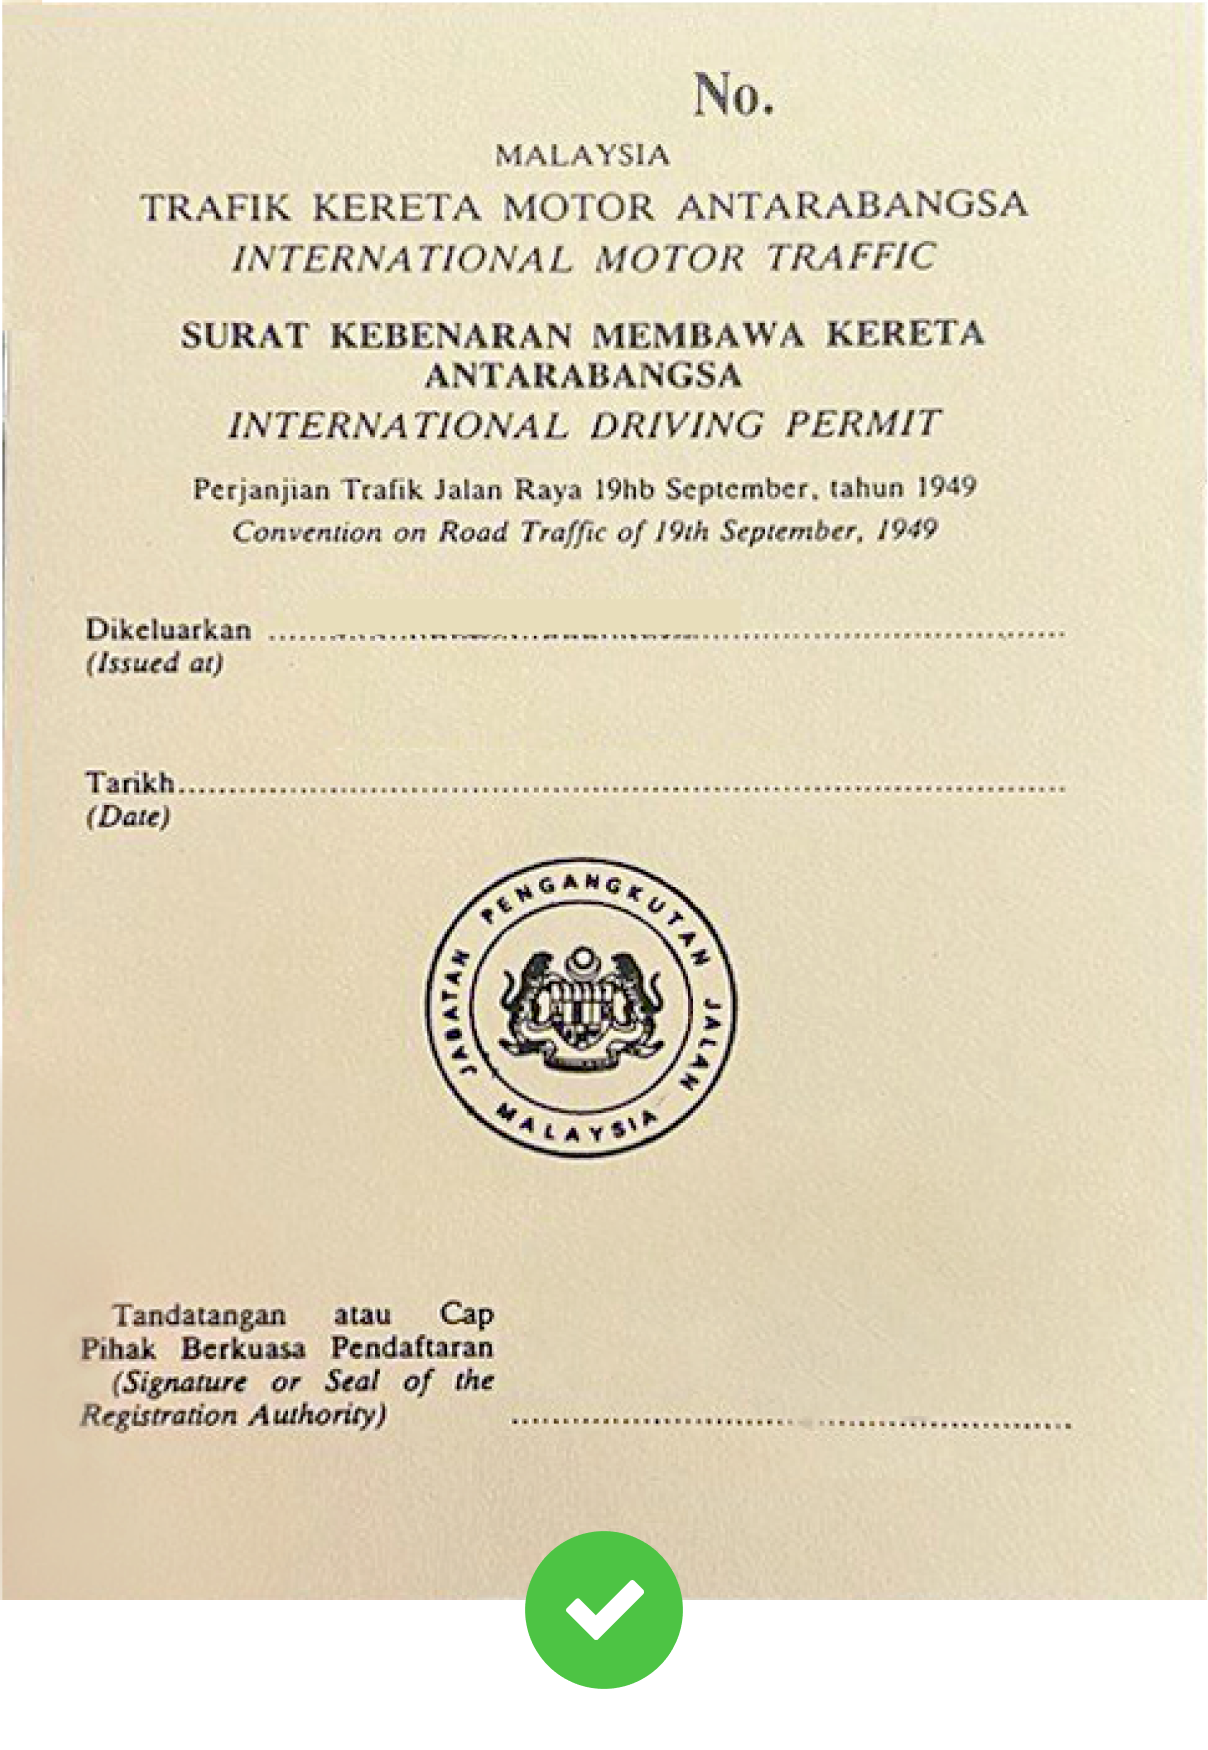 No.
MALAYSIA
TRAFIK KERETA MOTOR ANTARABANGSA
INTERNATIONAL MOTOR TRAFFIC
SURAT KEBENARAN MEMBAWA KERETA
ANTARABANGSA
INTERNATIONAL DRIVING PERMIT
Perjanjian Trafik Jalan Raya 19hb September, tahun 1949
Convention on Road Traffic of 19th September, 1949
Dikeluarkan ........................................................................
(Issued at)
Tarikh................................................................................
(Date)
JABATAN PENGANGKUTAN JALAN
MALAYSIA
Tandatangan atau Cap
Pihak Berkuasa Pendaftaran
(Signature or Seal of the
Registration Authority) ..................................................